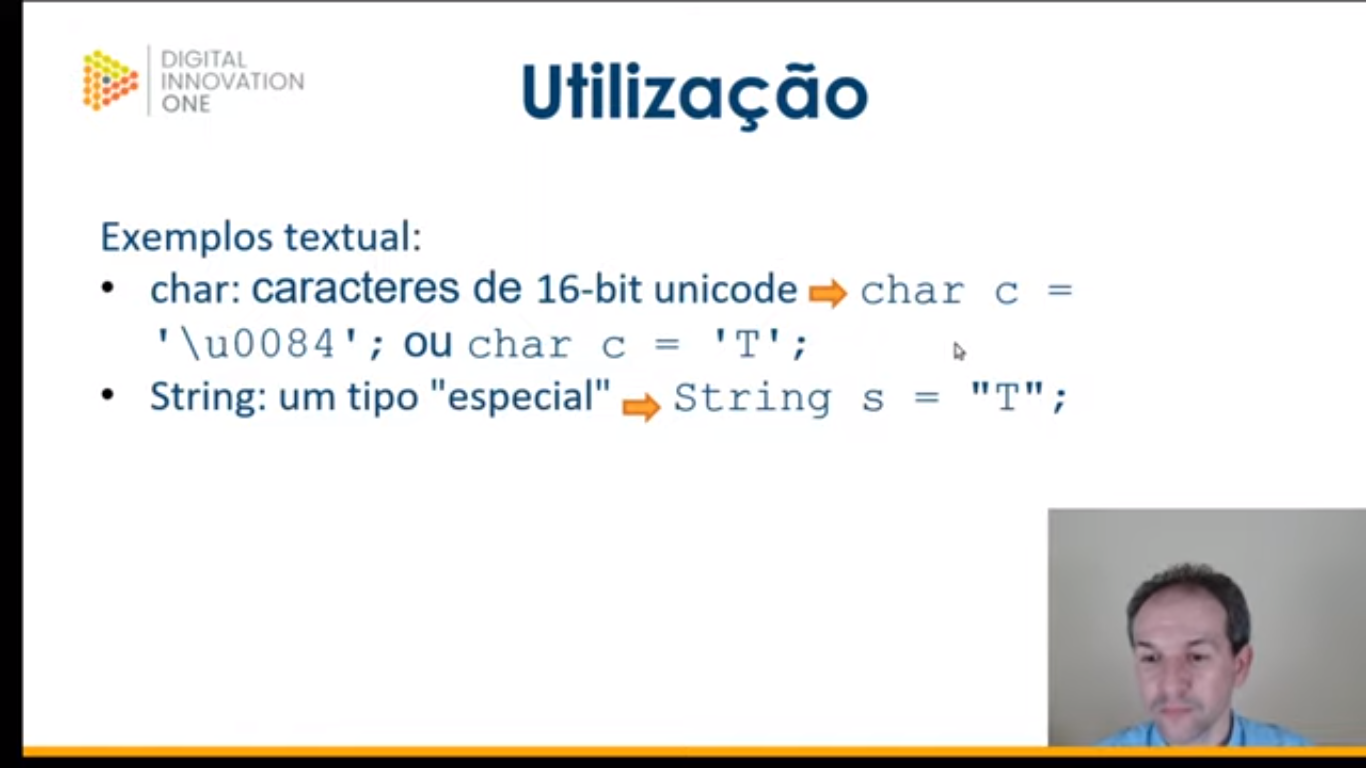 DIGITAL
INNOVATION
ONE
Utilização
Exemplos textual:
• char: caracteres de 16-bit unicode char c =
'\u0084'; ou char c = 'T';
• String: um tipo "especial" String s = "T";